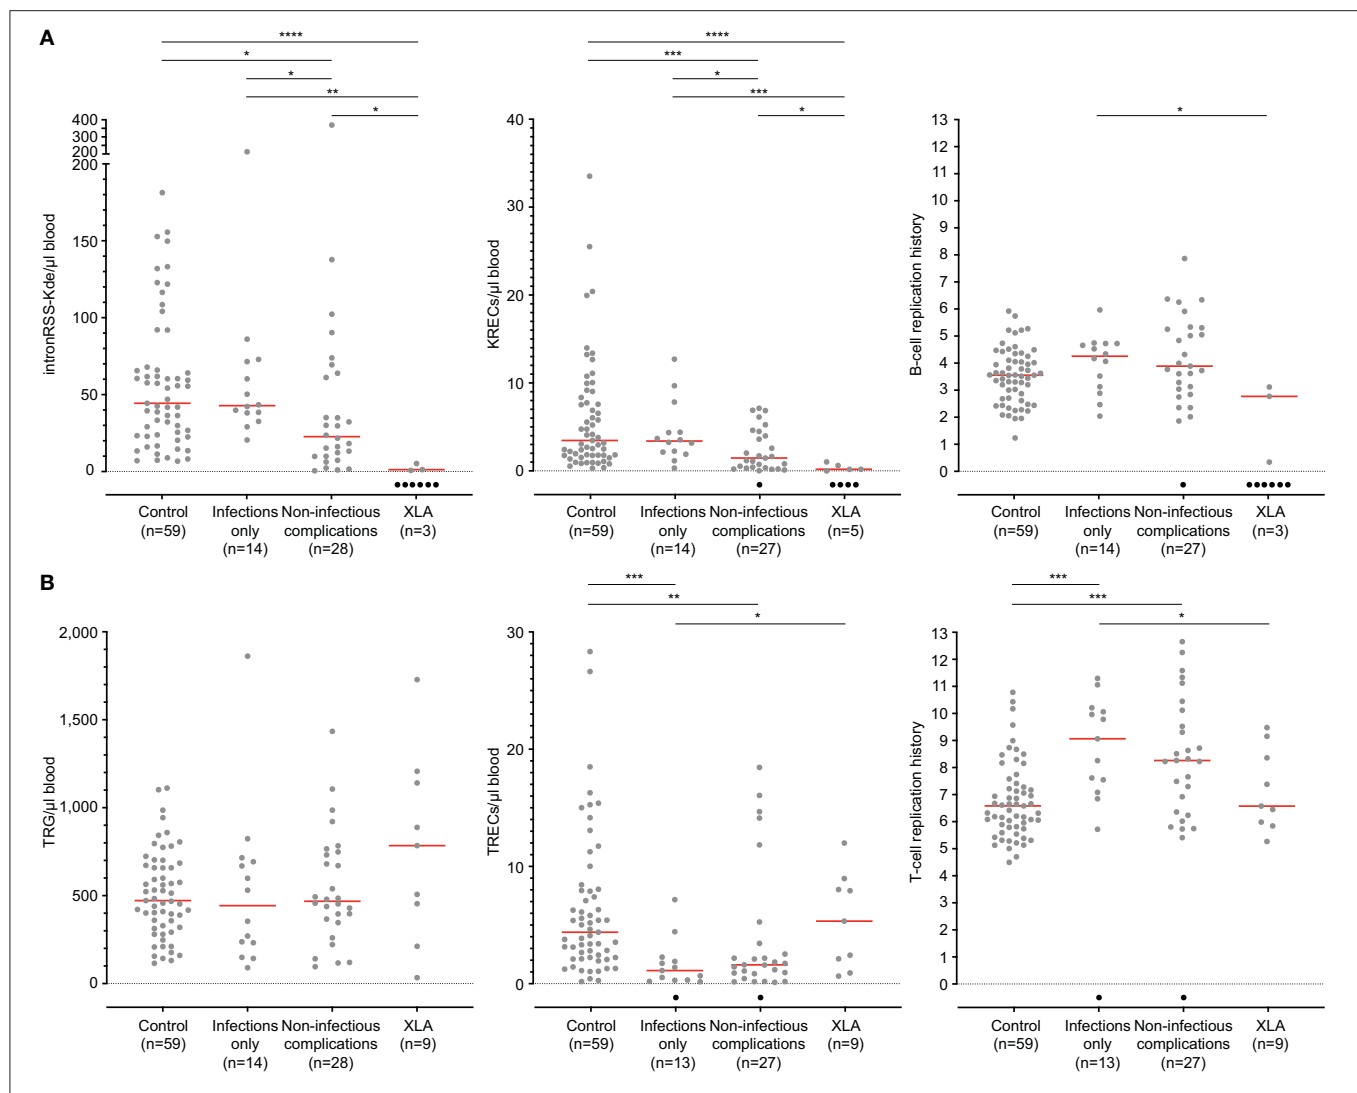 A
****
*
*
**
*
400
300
200
200
150
100
50
0
intronRSS-Kde/µl blood
Control
(n=59)
Infections
only
(n=14)
Non-infectious
complications
(n=28)
XLA
(n=3)
****
***
*
***
*
40
30
20
10
0
KRECs/µl blood
Control
(n=59)
Infections
only
(n=14)
Non-infectious
complications
(n=27)
XLA
(n=5)
*
13
12
11
10
9
8
7
6
5
4
3
2
1
0
B-cell replication history
Control
(n=59)
Infections
only
(n=14)
Non-infectious
complications
(n=27)
XLA
(n=3)
B
2,000
1,500
1,000
500
0
TRG/µl blood
Control
(n=59)
Infections
only
(n=14)
Non-infectious
complications
(n=28)
XLA
(n=9)
***
**
*
30
20
10
0
TRECs/µl blood
Control
(n=59)
Infections
only
(n=13)
Non-infectious
complications
(n=27)
XLA
(n=9)
***
***
*
13
12
11
10
9
8
7
6
5
4
3
2
1
0
T-cell replication history
Control
(n=59)
Infections
only
(n=13)
Non-infectious
complications
(n=27)
XLA
(n=9)